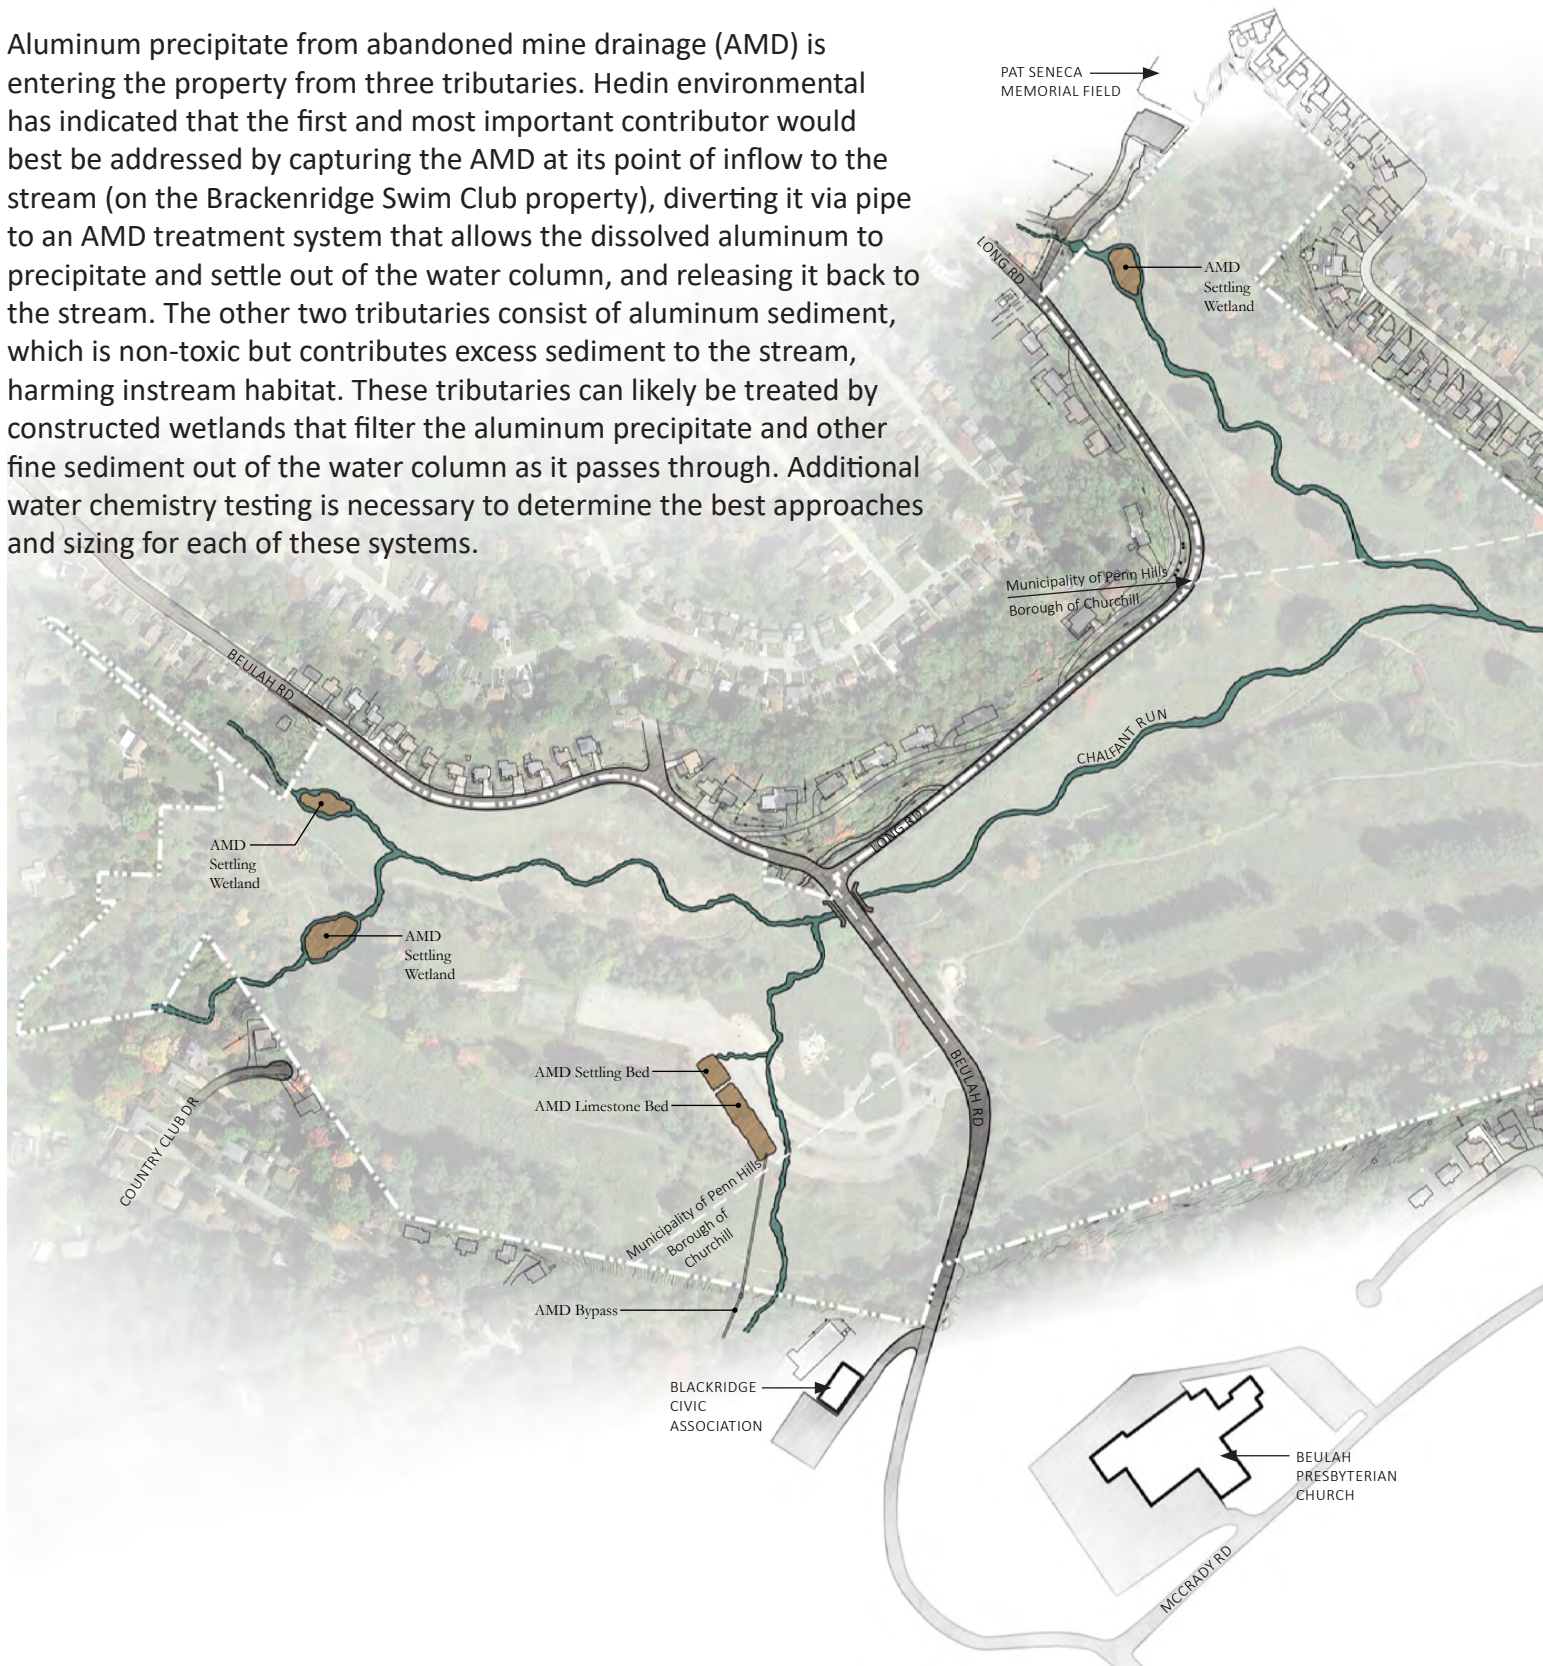 Aluminum precipitate from abandoned mine drainage (AMD) is
entering the property from three tributaries. Hedin environmental
has indicated that the first and most important contributor would
best be addressed by capturing the AMD at its point of inflow to the
stream (on the Brackenridge Swim Club property), diverting it via pipe
to an AMD treatment system that allows the dissolved aluminum to
precipitate and settle out of the water column, and releasing it back to
the stream. The other two tributaries consist of aluminum sediment,
which is non-toxic but contributes excess sediment to the stream,
harming instream habitat. These tributaries can likely be treated by
constructed wetlands that filter the aluminum precipitate and other
fine sediment out of the water column as it passes through. Additional
water chemistry testing is necessary to determine the best approaches
and sizing for each of these systems.
PAT SENECA
MEMORIAL FIELD
LONG RD
AMD
Settling
Wetland
Municipality of Penn Hills
Borough of Churchill
BEULAH RD
CHALFANT RUN
LONG RD
AMD
Settling
Wetland
AMD
Settling
Wetland
AMD Settling Bed
AMD Limestone Bed
BEULAH RD
COUNTRY CLUB DR
Municipality of Penn Hills
Borough of
Churchill
AMD Bypass
BLACKRIDGE
CIVIC
ASSOCIATION
BEULAH
PRESBYTERIAN
CHURCH
MCCRADY RD